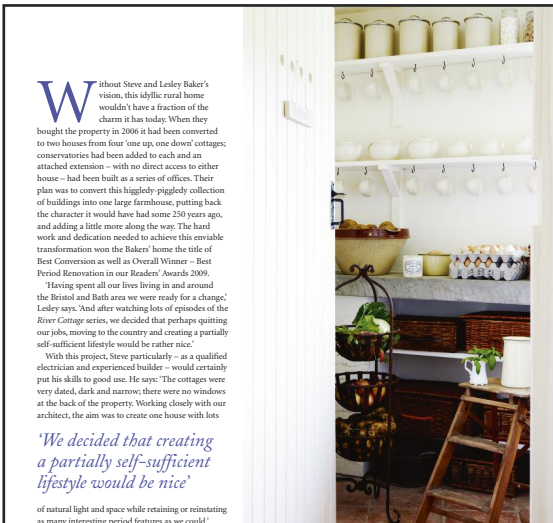 Without Steve and Lesley Baker's
vision, this idyllic rural home
wouldn't have a fraction of the
charm it has today. When they
bought the property in 2006 it had been converted
to two houses from four 'one up, one down' cottages;
conservatories had been added to each and an
attached extension – with no direct access to either
house – had been built as a series of offices. Their
plan was to convert this higgledy-piggledy collection
of buildings into one large farmhouse, putting back
the character it would have had some 250 years ago,
and adding a little more along the way. The hard
work and dedication needed to achieve this enviable
transformation won the Bakers' home the title of
Best Conversion as well as Overall Winner – Best
Period Renovation in our Readers' Awards 2009.
'Having spent all our lives living in and around
the Bristol and Bath area we were ready for a change,'
Lesley says. 'And after watching lots of episodes of the
River Cottage series, we decided that perhaps quitting
our jobs, moving to the country and creating a partially
self-sufficient lifestyle would be rather nice.'
With this project, Steve particularly – as a qualified
electrician and experienced builder – would certainly
put his skills to good use. He says: 'The cottages were
very dated, dark and narrow; there were no windows
at the back of the property. Working closely with our
architect, the aim was to create one house with lots
'We decided that creating
a partially self-sufficient
lifestyle would be nice'
of natural light and space while retaining or reinstating
as many interesting period features as we could.'